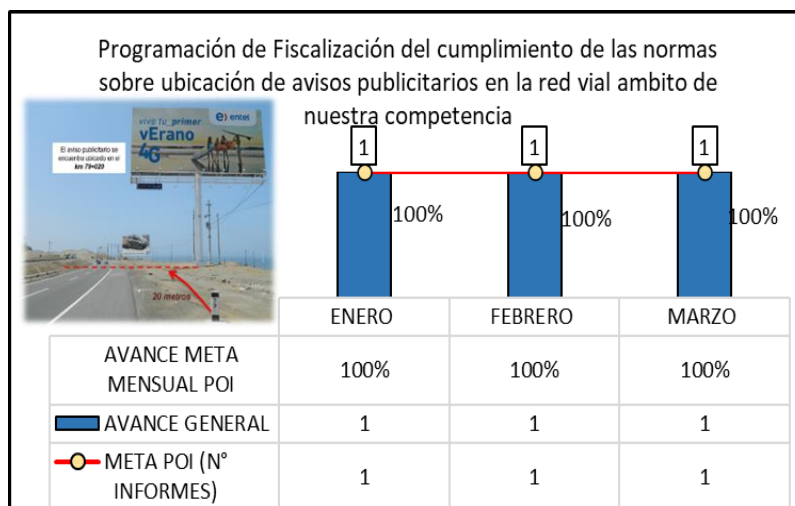 Programación de Fiscalización del cumplimiento de las normas
sobre ubicación de avisos publicitarios en la red vial ambito de
nuestra competencia
vive tu primer
vErano
4G
entel
El aviso publicitario se
encuentra ubicado en el
km 79+020
20 metros
1 1 1
100% 100% 100%
ENERO FEBRERO MARZO
AVANCE META
MENSUAL POI 100% 100% 100%
AVANCE GENERAL 1 1 1
META POI (N°
INFORMES) 1 1 1